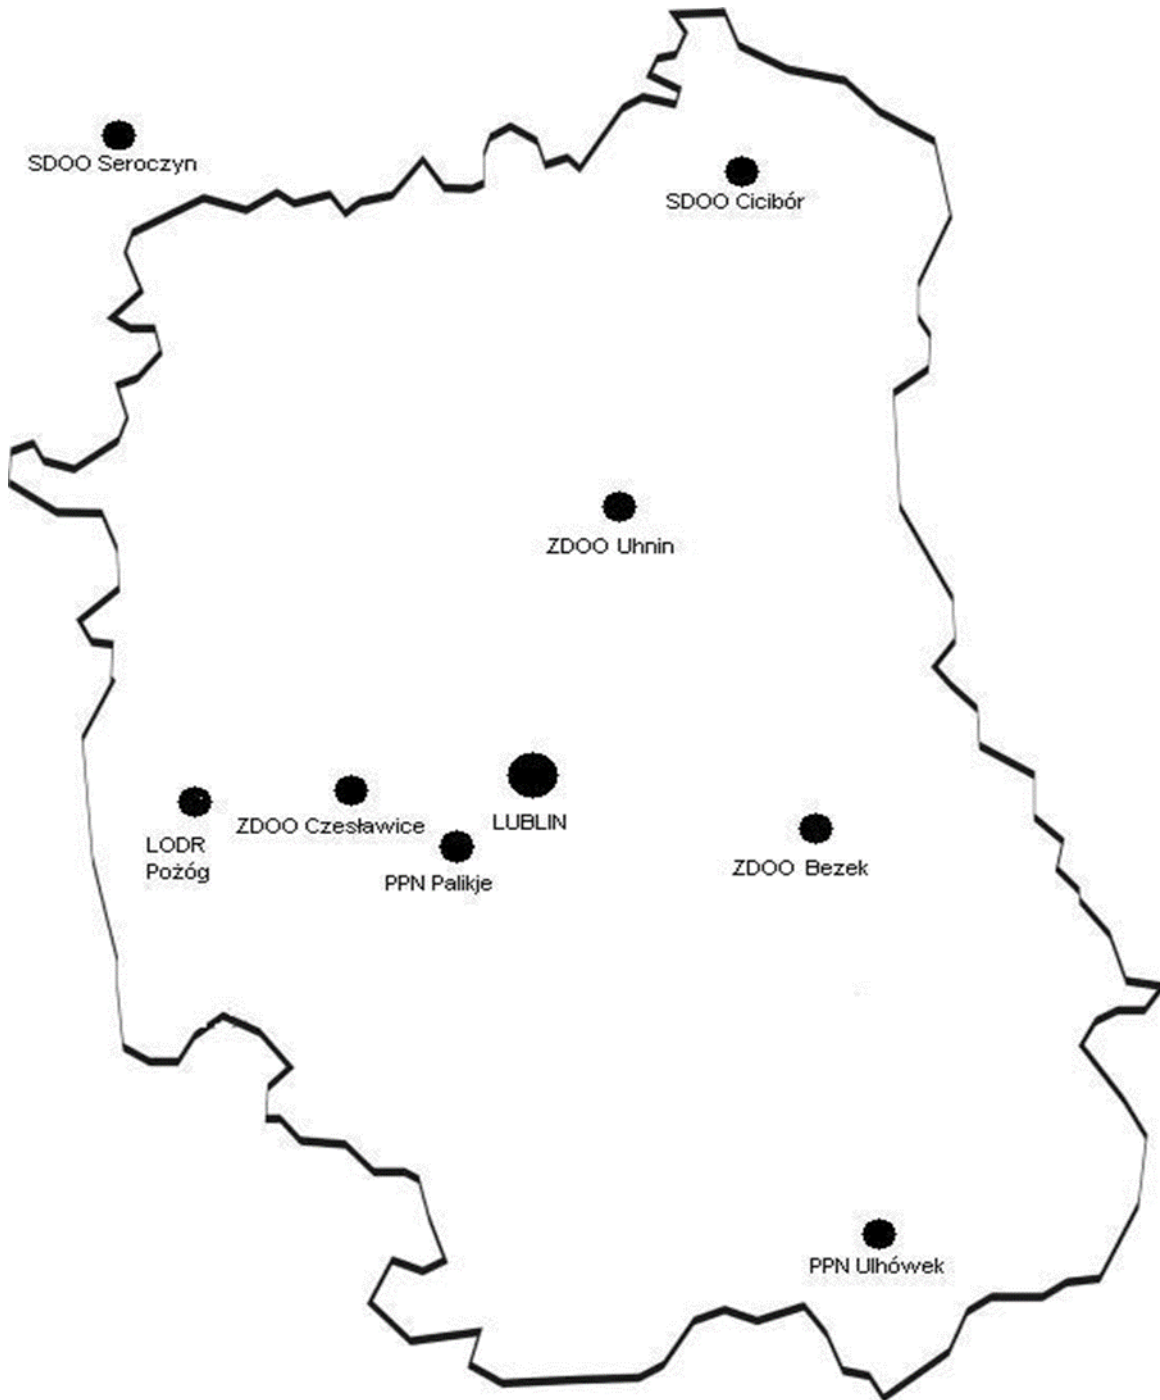 SDOO Seroczyn
SDOO Cicibór
ZDOO Uhnin
LUBLIN
ZDOO Czesławice
LODR
Pożóg
ZDOO Bezek
PPN Palikje
PPN Ulhówek